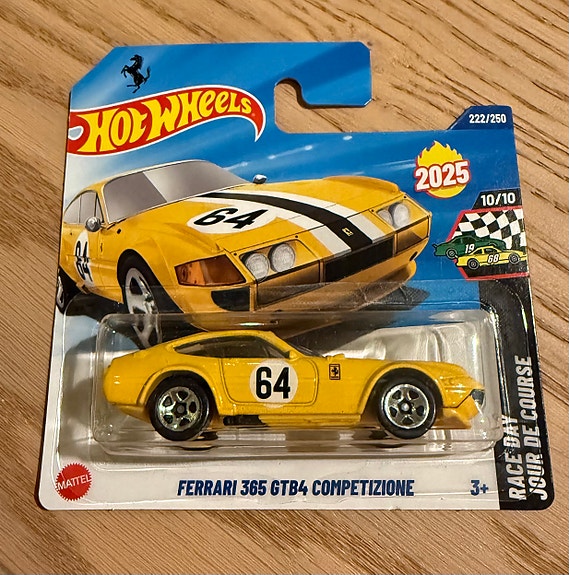 HOT WHEELS
222/250
2025
10/10
19
68
64
64
64
RACE DAY
JOUR DE COURSE
MATTEL
FERRARI 365 GTB4 COMPETIZIONE
3+